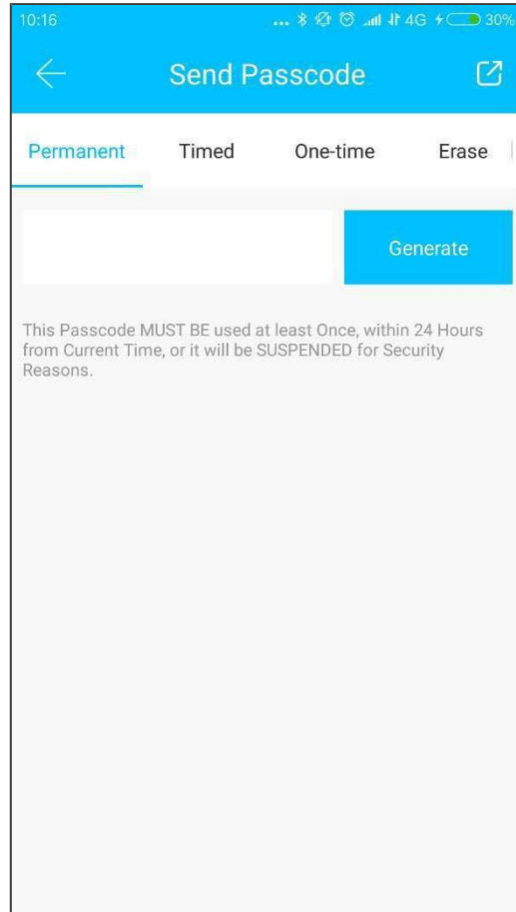 10:16 ... 4G 30%
Send Passcode
Permanent Timed One-time Erase
Generate
This Passcode MUST BE used at least Once, within 24 Hours
from Current Time, or it will be SUSPENDED for Security
Reasons.